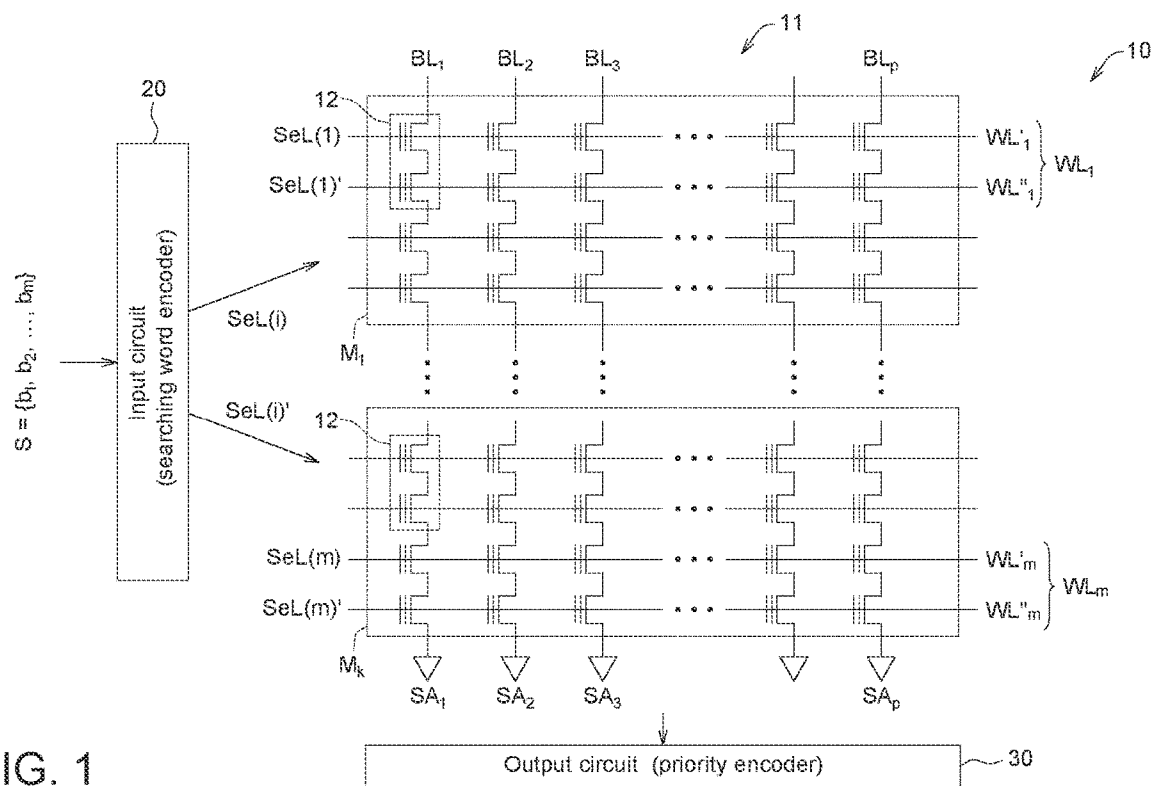 11
10
BL₁ BL₂ BL₃ BLₚ
20
12
SeL(1) WL'₁
WL₁
SeL(1)' WL"₁
S = {b₁, b₂, ..., bₘ}
Input circuit
(searching word encoder)
SeL(i)
M₁
SeL(i)'
12
SeL(m) WL'ₘ
WLₘ
SeL(m)' WL"ₘ
Mₖ
SA₁ SA₂ SA₃ SAₚ
Output circuit (priority encoder)
30
IG. 1